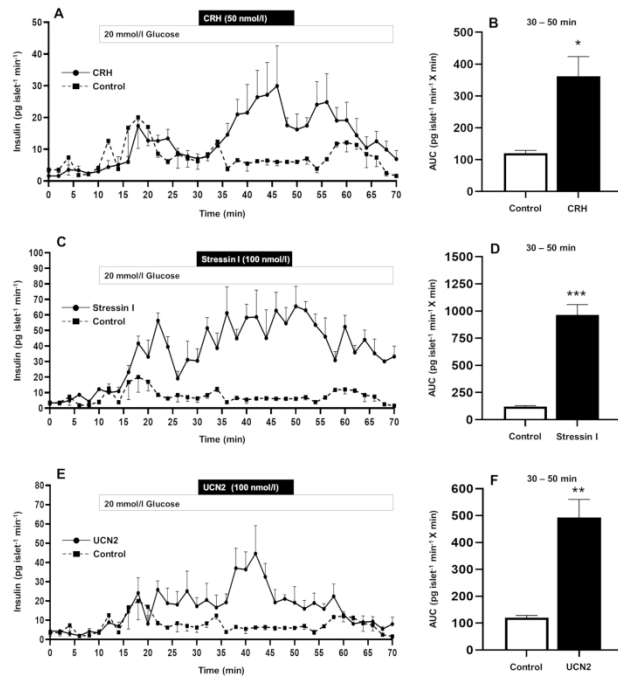 A
CRH (50 nmol/l)
20 mmol/l Glucose
Insulin (pg islet⁻¹ min⁻¹)
50
40
30
20
10
0
CRH
Control
0 5 10 15 20 25 30 35 40 45 50 55 60 65 70
Time (min)
B
30 – 50 min
AUC (pg islet⁻¹ min⁻¹ X min)
500
400
300
200
100
0
*
Control CRH
C
Stressin I (100 nmol/l)
20 mmol/l Glucose
Insulin (pg islet⁻¹ min⁻¹)
100
90
80
70
60
50
40
30
20
10
0
Stressin I
Control
0 5 10 15 20 25 30 35 40 45 50 55 60 65 70
Time (min)
D
30 – 50 min
AUC (pg islet⁻¹ min⁻¹ X min)
1500
1250
1000
750
500
250
0
***
Control Stressin I
E
UCN2 (100 nmol/l)
20 mmol/l Glucose
Insulin (pg islet⁻¹ min⁻¹)
80
70
60
50
40
30
20
10
0
UCN2
Control
0 5 10 15 20 25 30 35 40 45 50 55 60 65 70
Time (min)
F
30 – 50 min
AUC (pg islet⁻¹ min⁻¹ X min)
600
500
400
300
200
100
0
**
Control UCN2